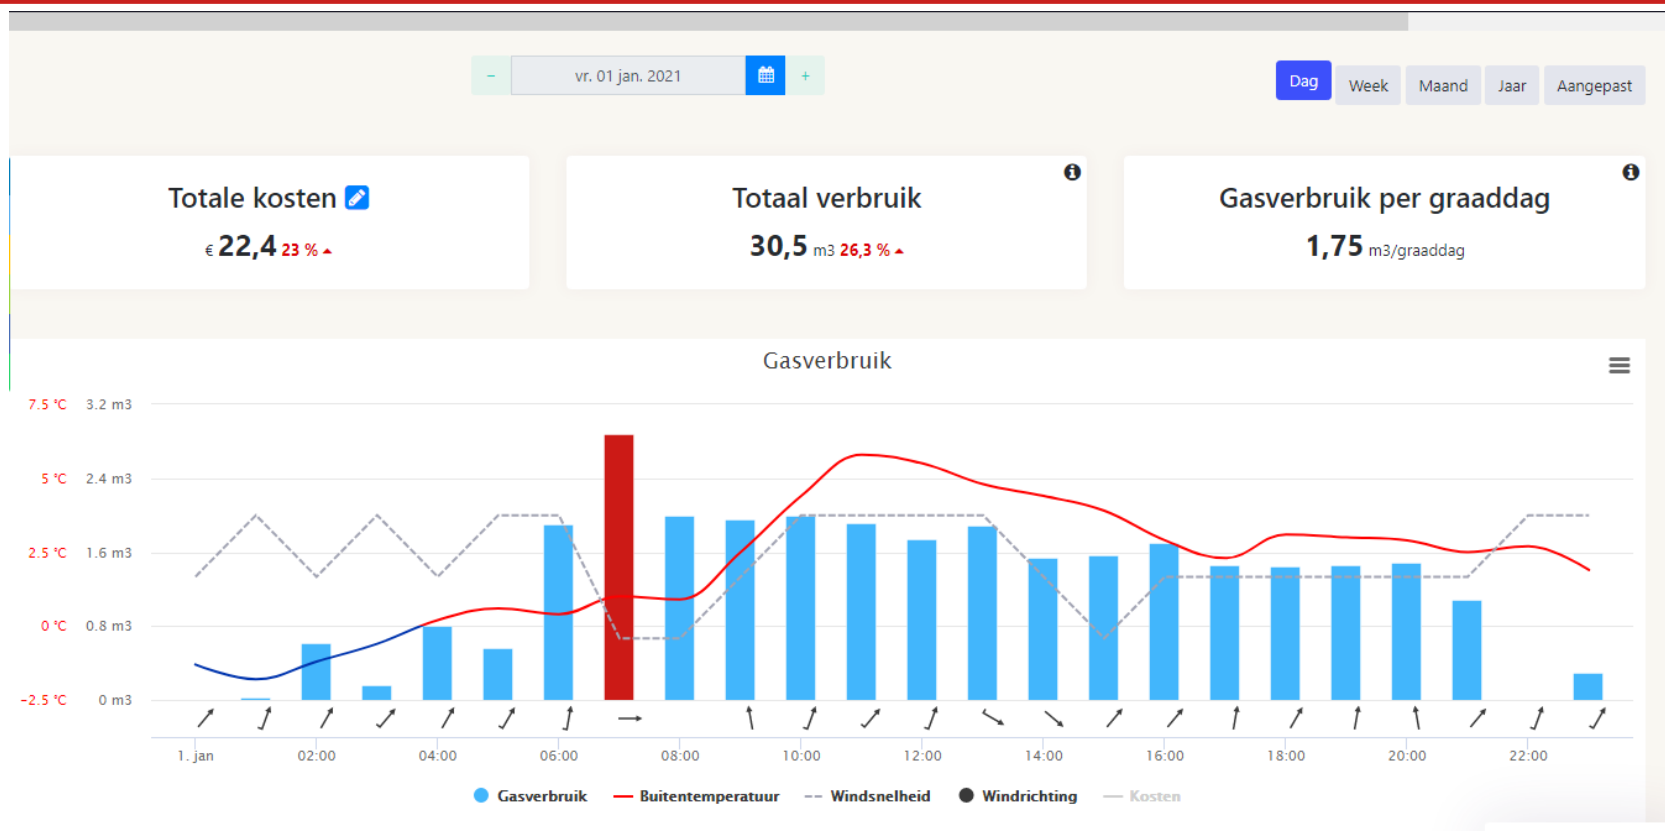 − vr. 01 jan. 2021 +
Dag Week Maand Jaar Aangepast
Totale kosten
€ 22,4 23 %
Totaal verbruik
30,5 m3 26,3 %
Gasverbruik per graaddag
1,75 m3/graaddag
Gasverbruik
7.5 °C 3.2 m3
5 °C 2.4 m3
2.5 °C 1.6 m3
0 °C 0.8 m3
-2.5 °C 0 m3
1. jan 02:00 04:00 06:00 08:00 10:00 12:00 14:00 16:00 18:00 20:00 22:00
Gasverbruik Buitentemperatuur Windsnelheid Windrichting Kosten